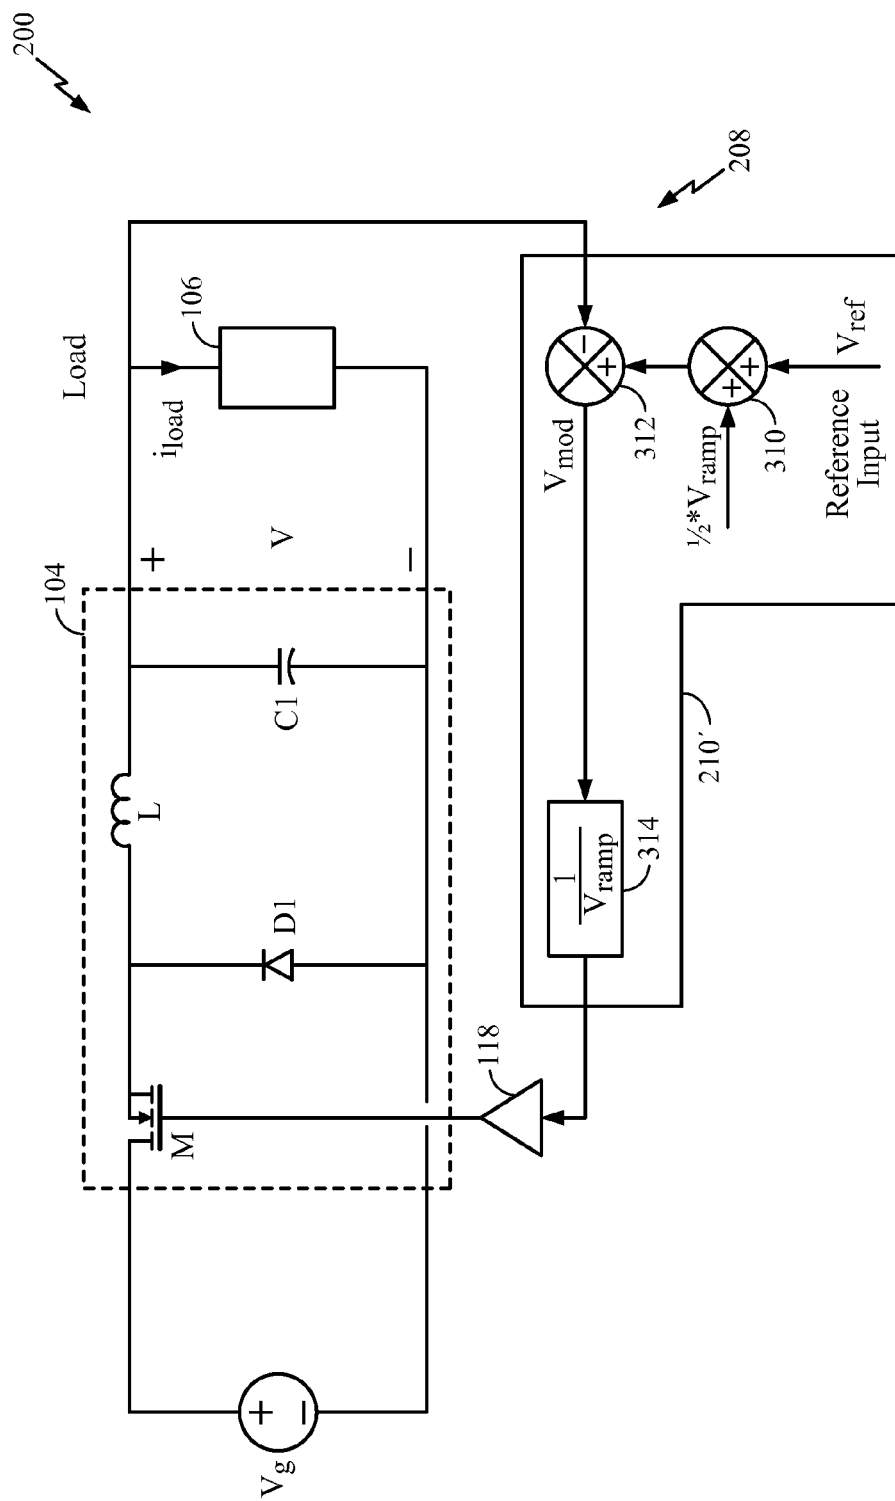 200
104
Load
106
i_load
+
V
−
L
C1
D1
M
V_g
+
−
208
118
V_mod
−
+
312
+
+
310
½*V_ramp
V_ref
Reference
Input
1
V_ramp
314
210′